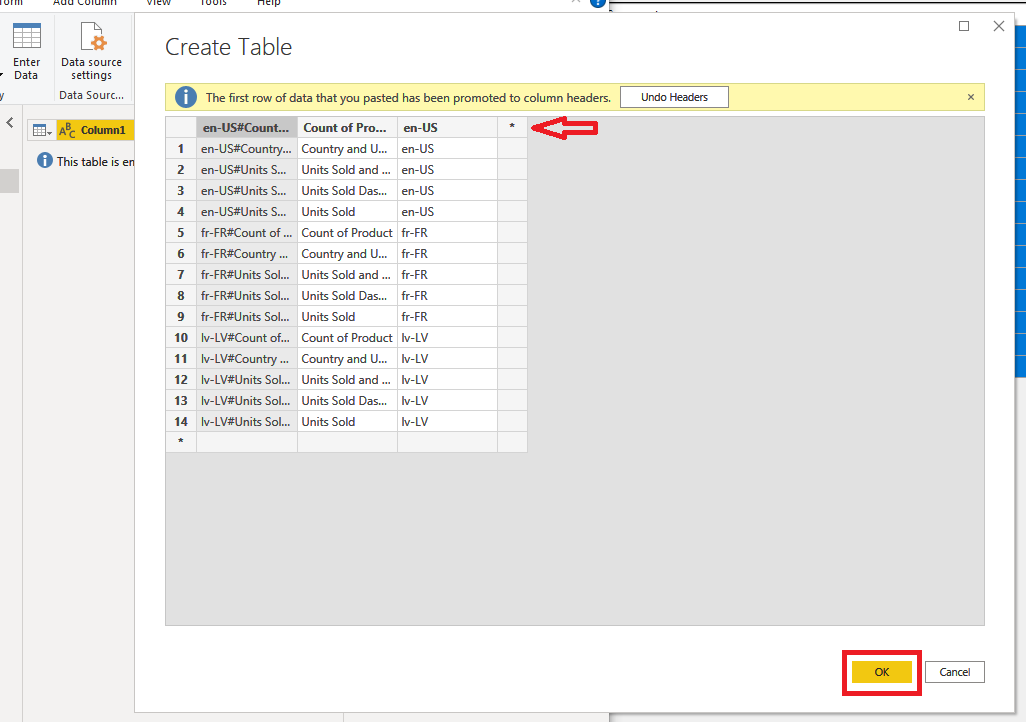 Add Column View Tools Help
Create Table
Enter
Data
Data source
settings
Data Sourc...
The first row of data that you pasted has been promoted to column headers. Undo Headers
Column1
en-US#Count... Count of Pro... en-US *
This table is
1 en-US#Country... Country and U... en-US
2 en-US#Units S... Units Sold and ... en-US
3 en-US#Units S... Units Sold Das... en-US
4 en-US#Units S... Units Sold en-US
5 fr-FR#Count of ... Count of Product fr-FR
6 fr-FR#Country ... Country and U... fr-FR
7 fr-FR#Units Sol... Units Sold and ... fr-FR
8 fr-FR#Units Sol... Units Sold Das... fr-FR
9 fr-FR#Units Sol... Units Sold fr-FR
10 lv-LV#Count of... Count of Product lv-LV
11 lv-LV#Country ... Country and U... lv-LV
12 lv-LV#Units Sol... Units Sold and ... lv-LV
13 lv-LV#Units Sol... Units Sold Das... lv-LV
14 lv-LV#Units Sol... Units Sold lv-LV
*
OK Cancel